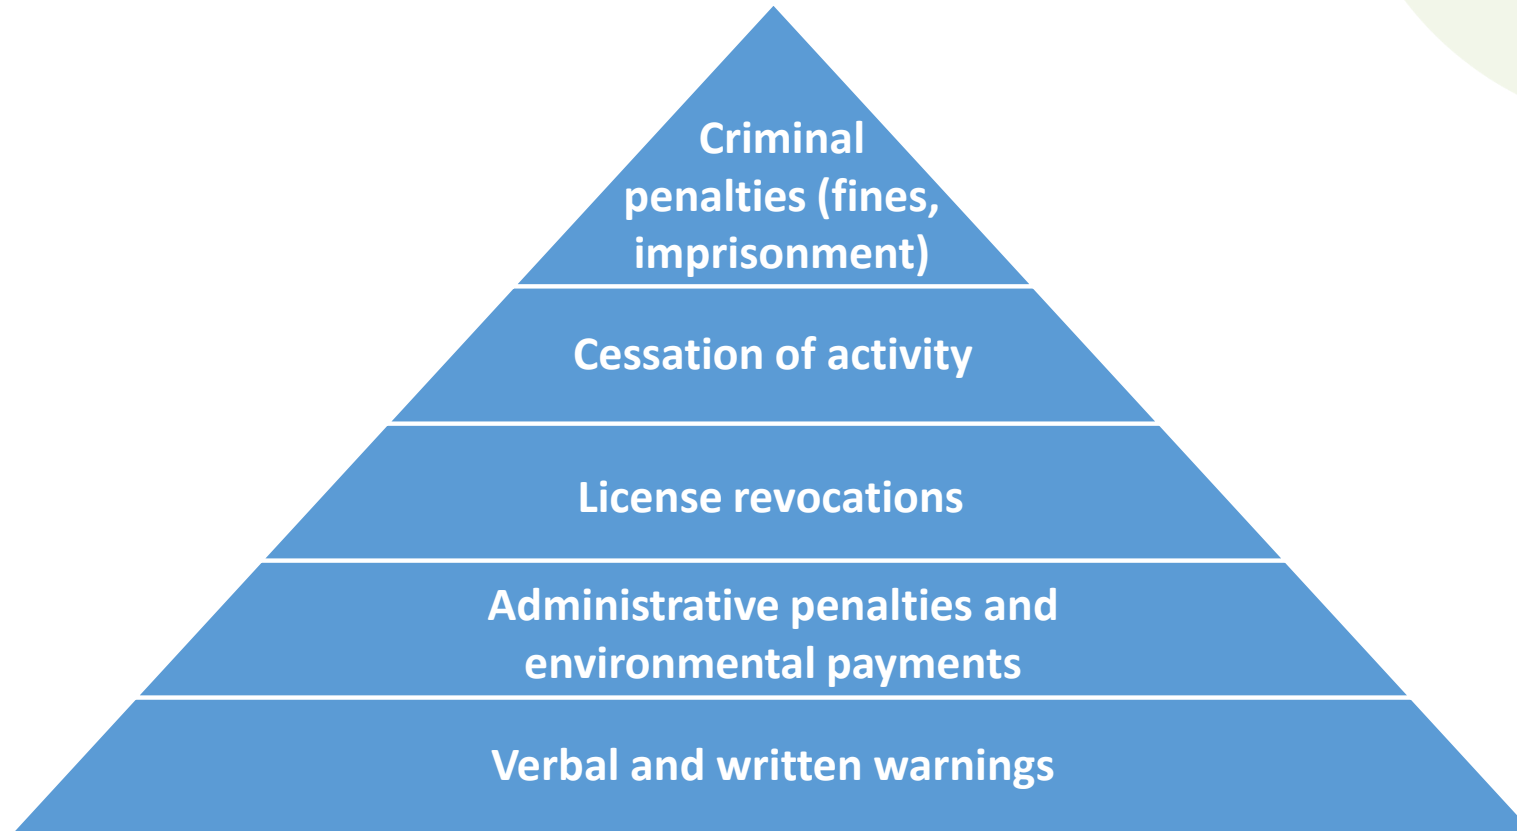 Criminal
penalties (fines,
imprisonment)
Cessation of activity
License revocations
Administrative penalties and
environmental payments
Verbal and written warnings